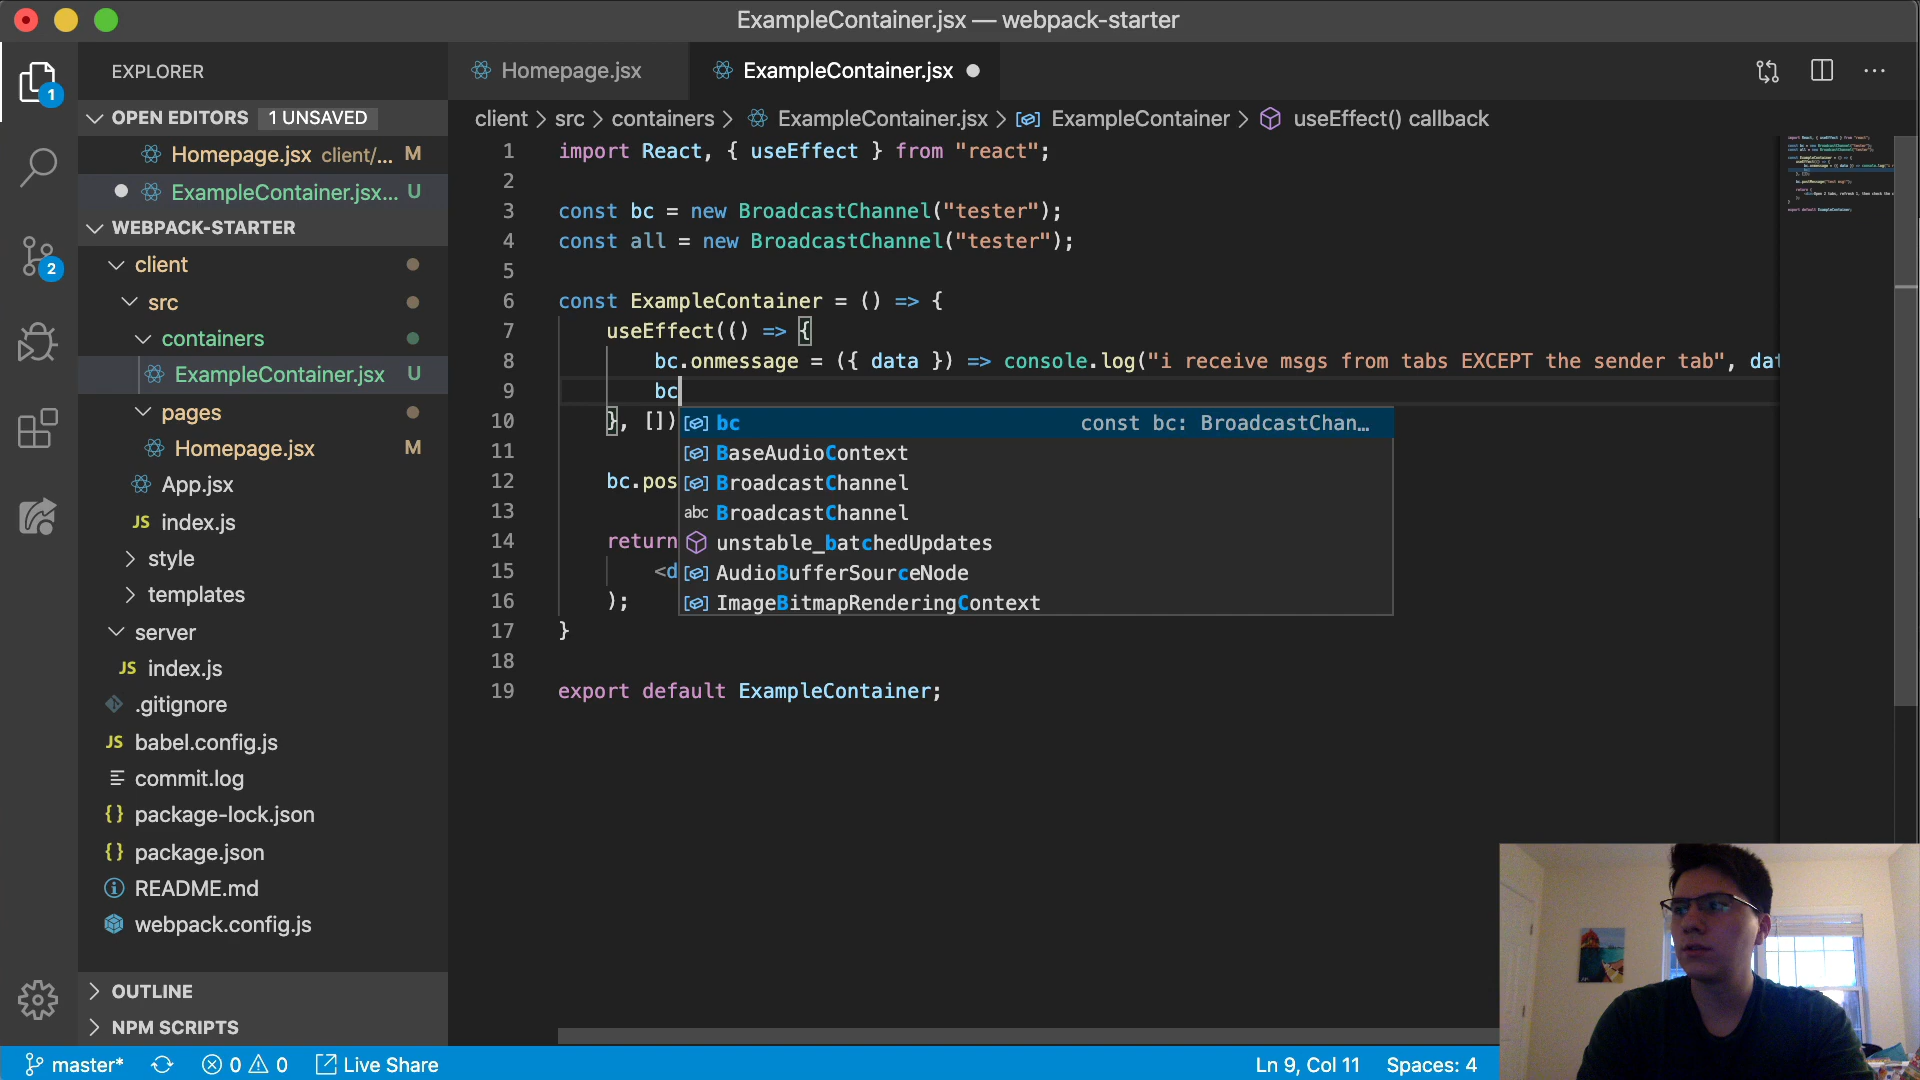 ExampleContainer.jsx — webpack-starter
EXPLORER
Homepage.jsx
ExampleContainer.jsx
OPEN EDITORS 1 UNSAVED
client > src > containers > ExampleContainer.jsx > ExampleContainer > useEffect() callback
1
Homepage.jsx client/... M
ExampleContainer.jsx... U
WEBPACK-STARTER
client
src
containers
ExampleContainer.jsx U
pages
Homepage.jsx M
App.jsx
JS index.js
style
templates
server
JS index.js
.gitignore
JS babel.config.js
commit.log
{} package-lock.json
{} package.json
README.md
webpack.config.js
OUTLINE
NPM SCRIPTS
2
1 import React, { useEffect } from "react";
2
3 const bc = new BroadcastChannel("tester");
4 const all = new BroadcastChannel("tester");
5
6 const ExampleContainer = () => {
7 useEffect(() => {
8 bc.onmessage = ({ data }) => console.log("i receive msgs from tabs EXCEPT the sender tab", dat
9 bc
10 }, [])
11
12 bc.pos
13
14 return
15 <d
16 );
17 }
18
19 export default ExampleContainer;
bc const bc: BroadcastChan…
BaseAudioContext
BroadcastChannel
abc BroadcastChannel
unstable_batchedUpdates
AudioBufferSourceNode
ImageBitmapRenderingContext
master* 0 0 Live Share
Ln 9, Col 11 Spaces: 4